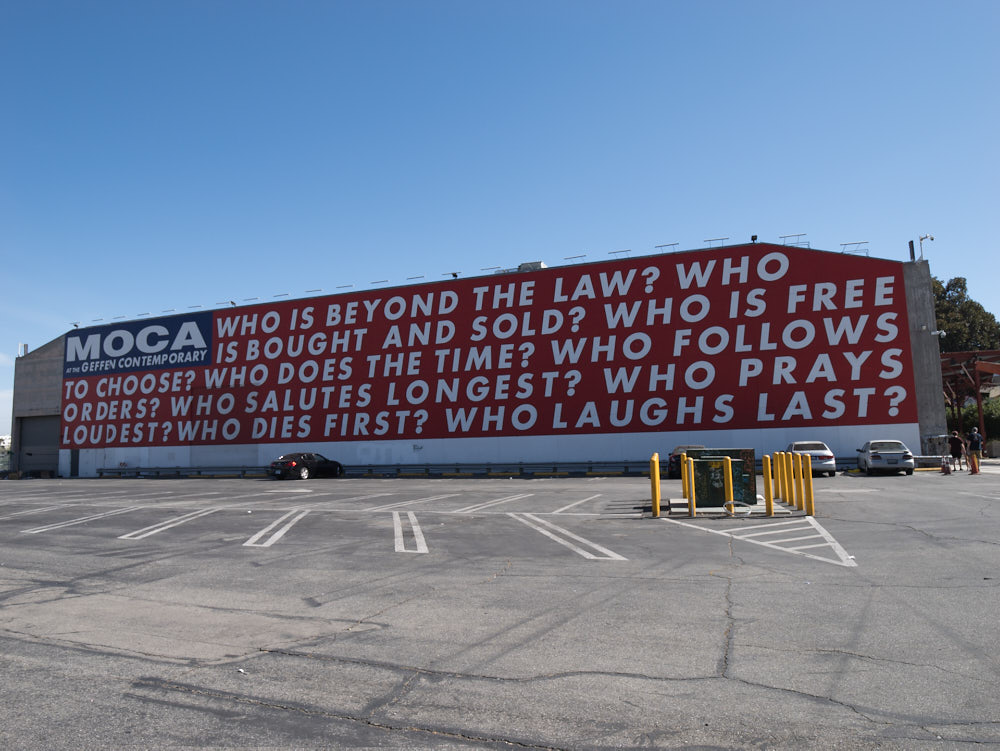 MOCA
AT THE GEFFEN CONTEMPORARY
WHO IS BEYOND THE LAW? WHO
IS BOUGHT AND SOLD? WHO IS FREE
TO CHOOSE? WHO DOES THE TIME? WHO FOLLOWS
ORDERS? WHO SALUTES LONGEST? WHO PRAYS
LOUDEST? WHO DIES FIRST? WHO LAUGHS LAST?